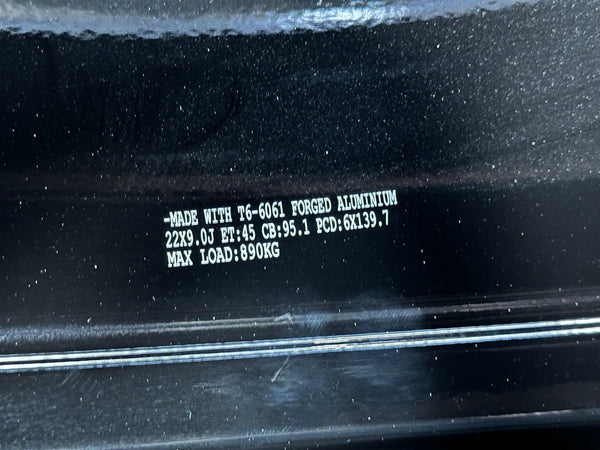 -MADE WITH T6-6061 FORGED ALUMINIUM
22X9.0J ET:45 CB:95.1 PCD:6X139.7
MAX LOAD:890KG